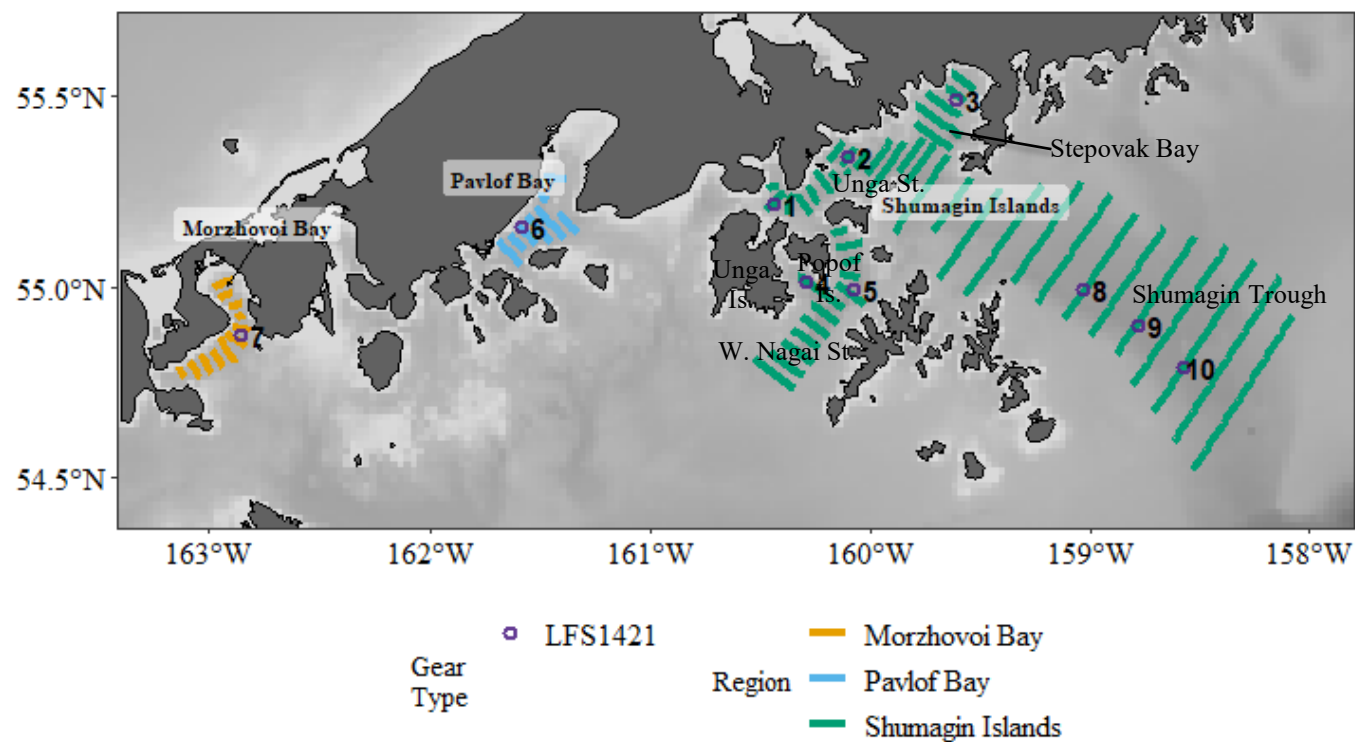 55.5°N
3
Stepovak Bay
2
Pavlof Bay
Unga St.
1
Shumagin Islands
Morzhovoi Bay
6
Unga
Is.
Popof
Is.
4
5
55.0°N
8
Shumagin Trough
9
7
W. Nagai St.
10
54.5°N
163°W
162°W
161°W
160°W
159°W
158°W
Gear
Type
LFS1421
Region
Morzhovoi Bay
Pavlof Bay
Shumagin Islands